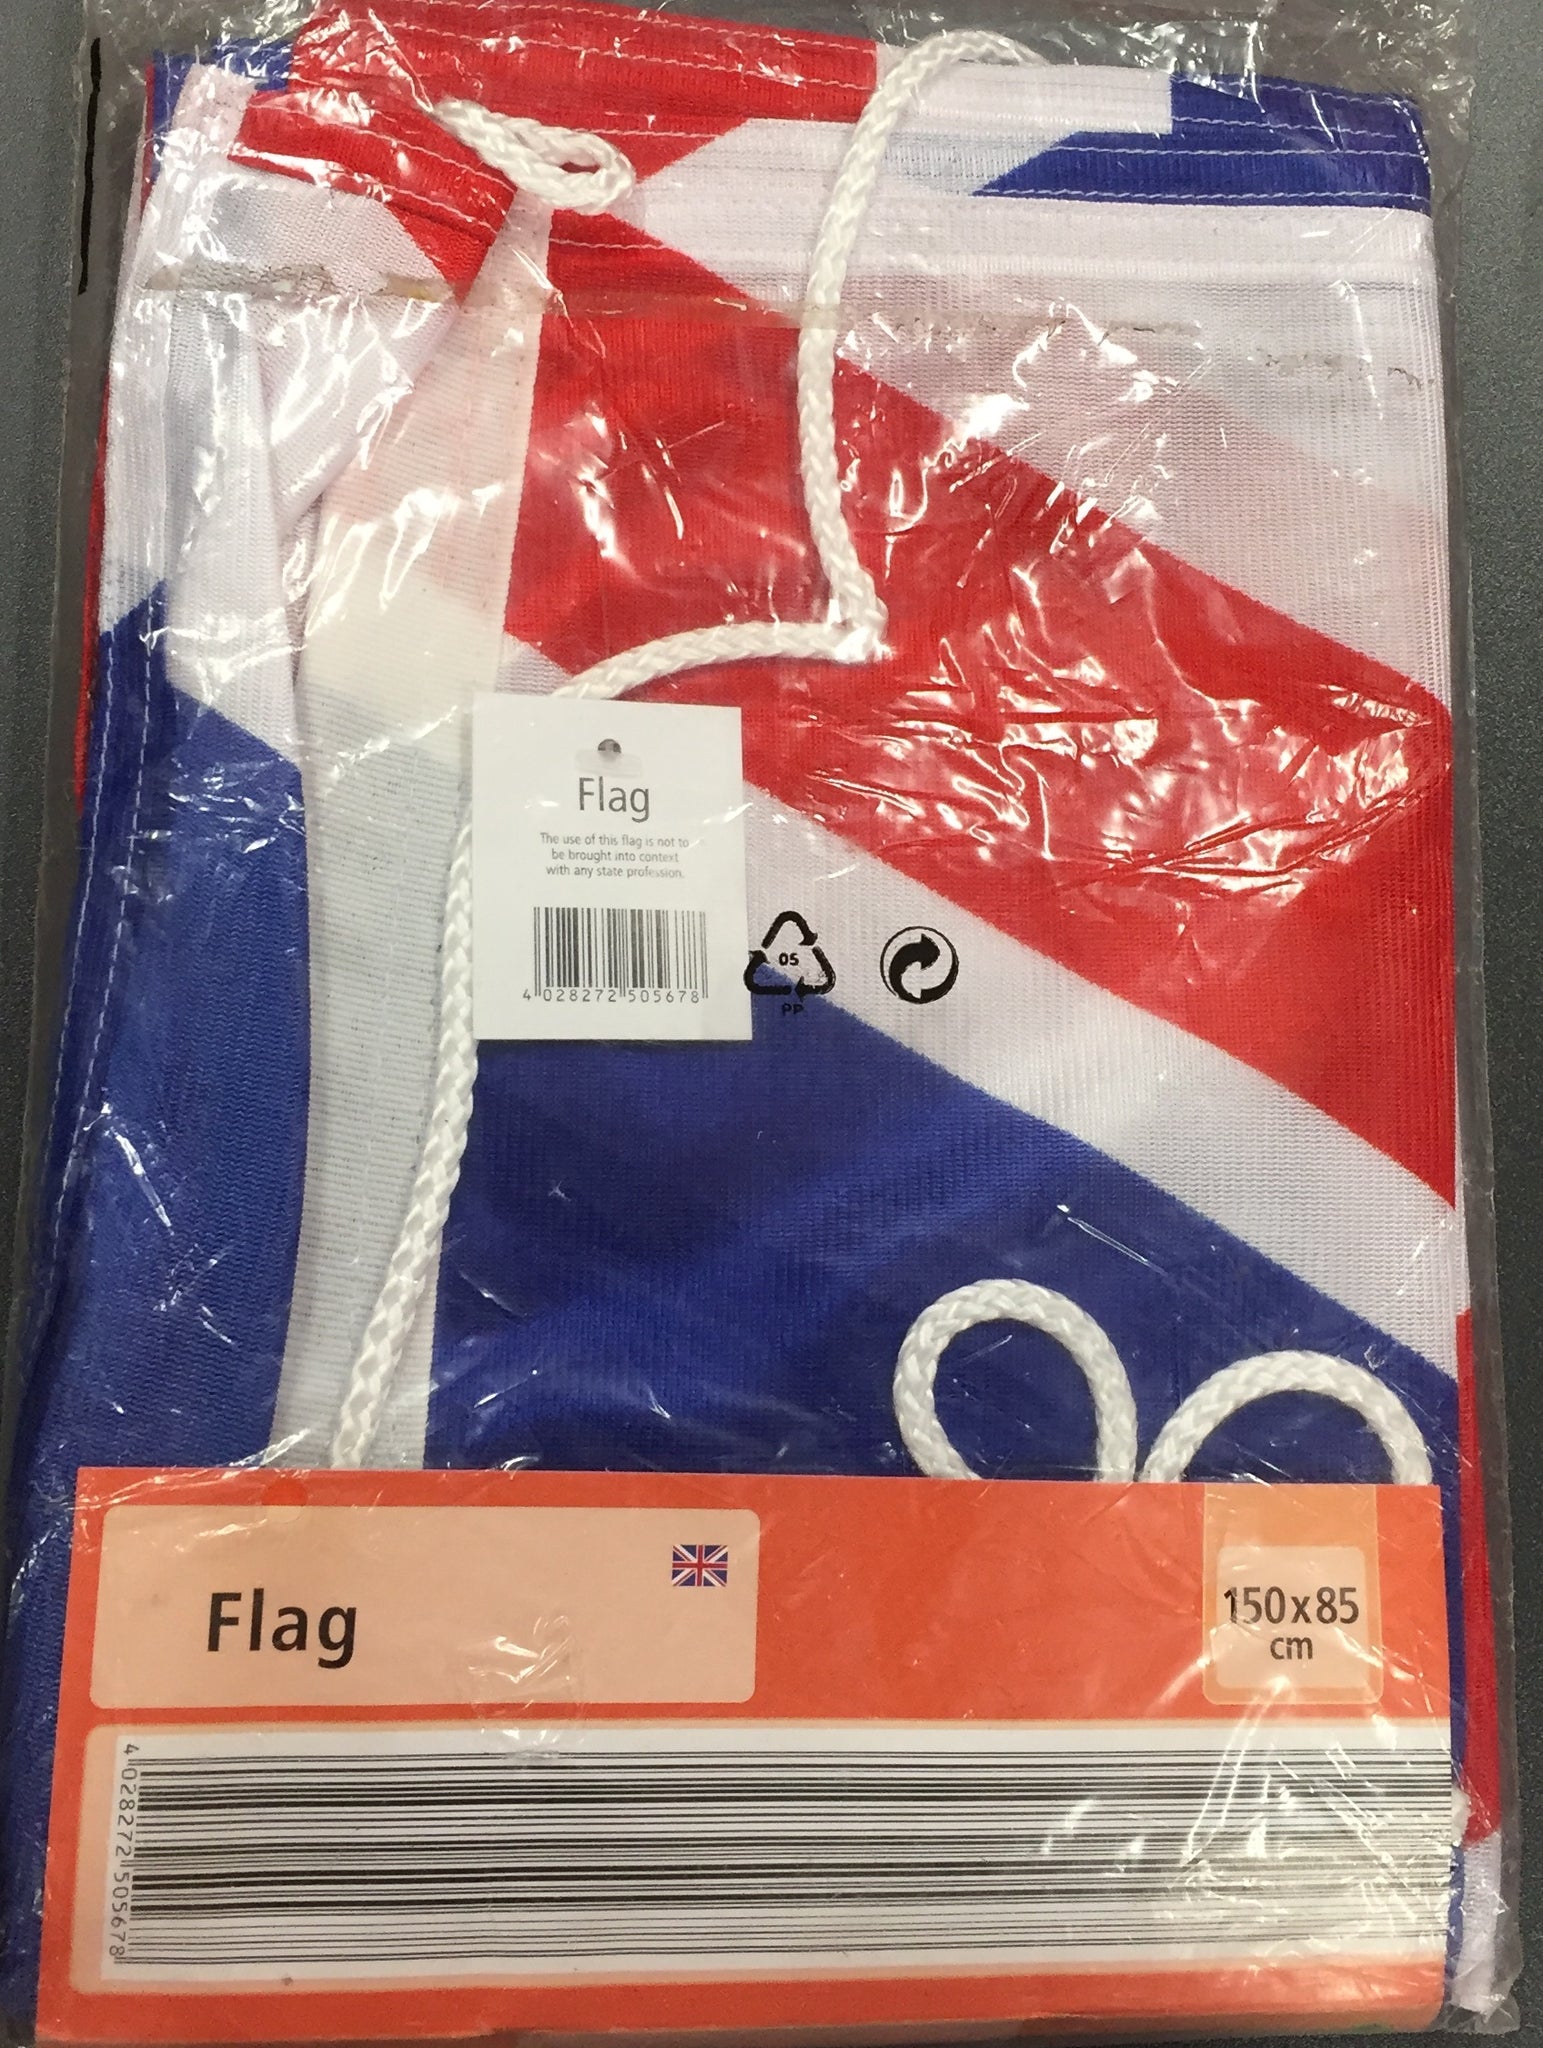 Flag
The use of this flag is not to
be brought into context
with any state profession.
4 028272 505678
05
PP
Flag
150x85
cm
4 028272 505678